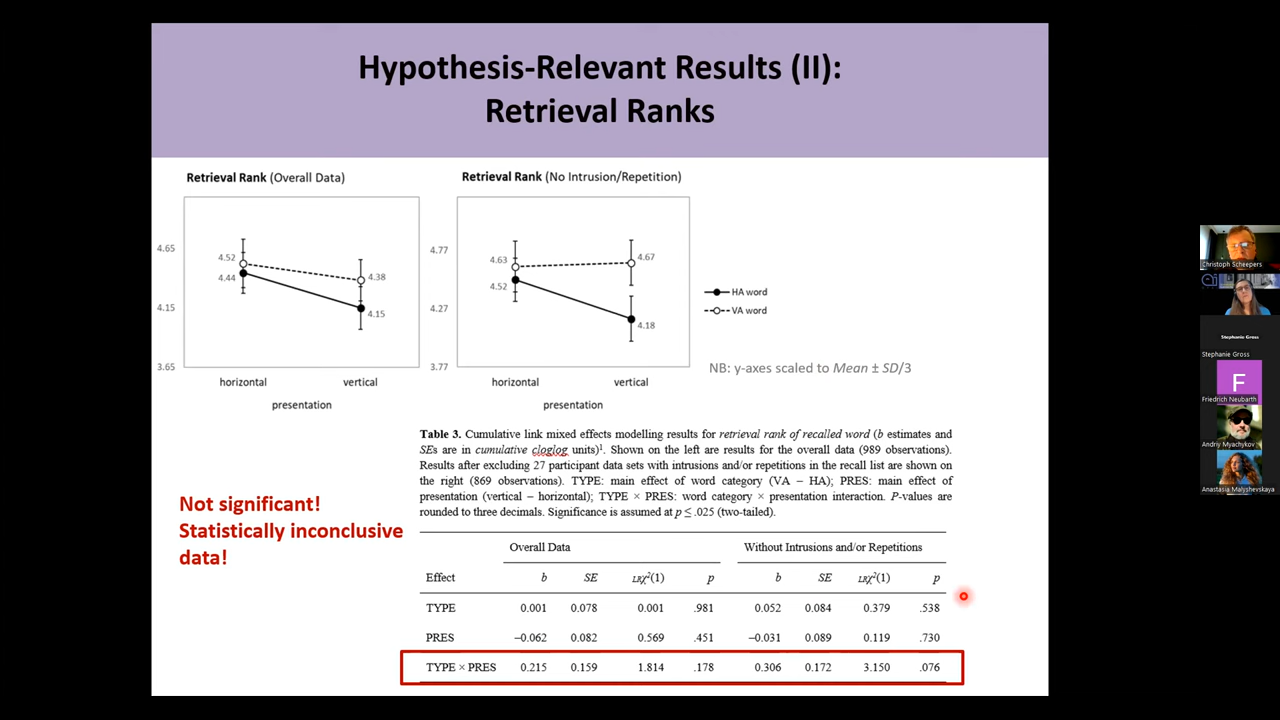 Hypothesis-Relevant Results (II):
Retrieval Ranks
Retrieval Rank (Overall Data)
4.65
4.15
3.65
4.52
4.44
4.38
4.15
horizontal
vertical
presentation
Retrieval Rank (No Intrusion/Repetition)
4.77
4.27
3.77
4.63
4.52
4.67
4.18
horizontal
vertical
presentation
HA word
VA word
NB: y-axes scaled to Mean ± SD/3
Not significant!
Statistically inconclusive
data!
Table 3. Cumulative link mixed effects modelling results for retrieval rank of recalled word (b estimates and
SEs are in cumulative cloglog units)¹. Shown on the left are results for the overall data (989 observations).
Results after excluding 27 participant data sets with intrusions and/or repetitions in the recall list are shown on
the right (869 observations). TYPE: main effect of word category (VA – HA); PRES: main effect of
presentation (vertical – horizontal); TYPE × PRES: word category × presentation interaction. P-values are
rounded to three decimals. Significance is assumed at p ≤ .025 (two-tailed).
Overall Data Without Intrusions and/or Repetitions
Effect b SE LRχ²(1) p b SE LRχ²(1) p
TYPE 0.001 0.078 0.001 .981 0.052 0.084 0.379 .538
PRES –0.062 0.082 0.569 .451 –0.031 0.089 0.119 .730
TYPE × PRES 0.215 0.159 1.814 .178 0.306 0.172 3.150 .076
Christoph Scheepers
Stephanie Gross
Stephanie Gross
F
Friedrich Neubarth
Andriy Myachykov
Anastasia Malyshevskaya